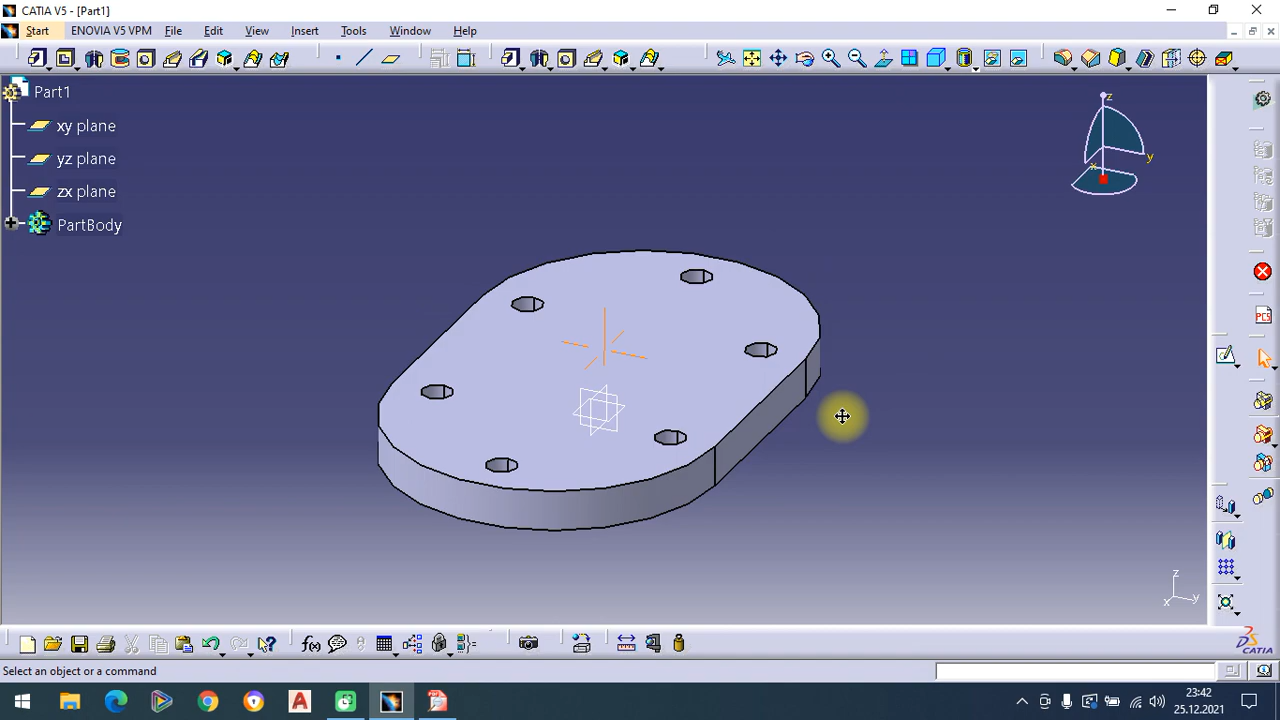 CATIA V5 - [Part1]
Start ENOVIA V5 VPM File Edit View Insert Tools Window Help
Part1
xy plane
yz plane
zx plane
PartBody
z
y
x
PCS
z
x y
f(x)
CATIA
Select an object or a command
23:42
25.12.2021